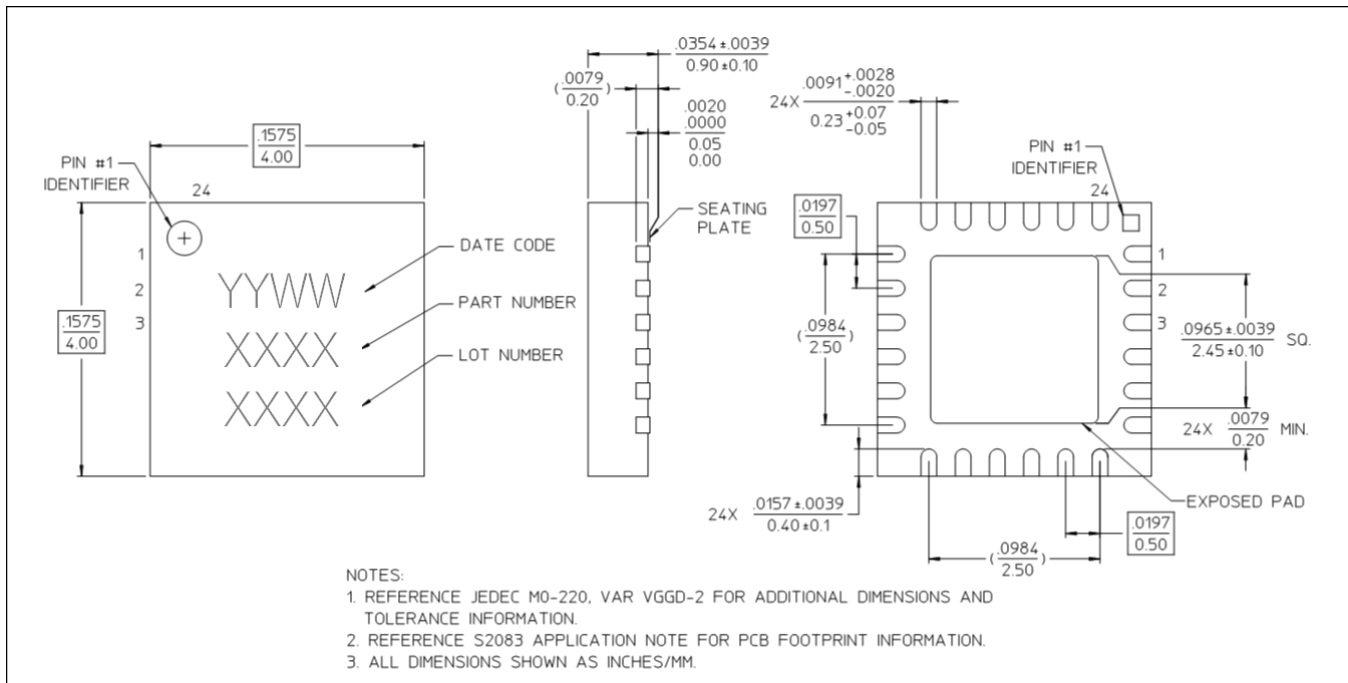 .0354 ±.0039
0.90 ±0.10
(.0079
0.20)
.0020
.0000
0.05
0.00
24X .0091 +.0028
-.0020
0.23 +0.07
-0.05
.1575
4.00
PIN #1
IDENTIFIER
24
PIN #1
IDENTIFIER
24
SEATING
PLATE
.0197
0.50
1
2
3
DATE CODE
YYWW
PART NUMBER
XXXX
LOT NUMBER
XXXX
.1575
4.00
(.0984
2.50)
1
2
3
.0965 ±.0039
2.45 ±0.10 SQ.
24X .0079
0.20 MIN.
EXPOSED PAD
24X .0157 ±.0039
0.40 ±0.1
(.0984
2.50)
.0197
0.50
NOTES:
1. REFERENCE JEDEC MO-220, VAR VGGD-2 FOR ADDITIONAL DIMENSIONS AND
TOLERANCE INFORMATION.
2. REFERENCE S2083 APPLICATION NOTE FOR PCB FOOTPRINT INFORMATION.
3. ALL DIMENSIONS SHOWN AS INCHES/MM.